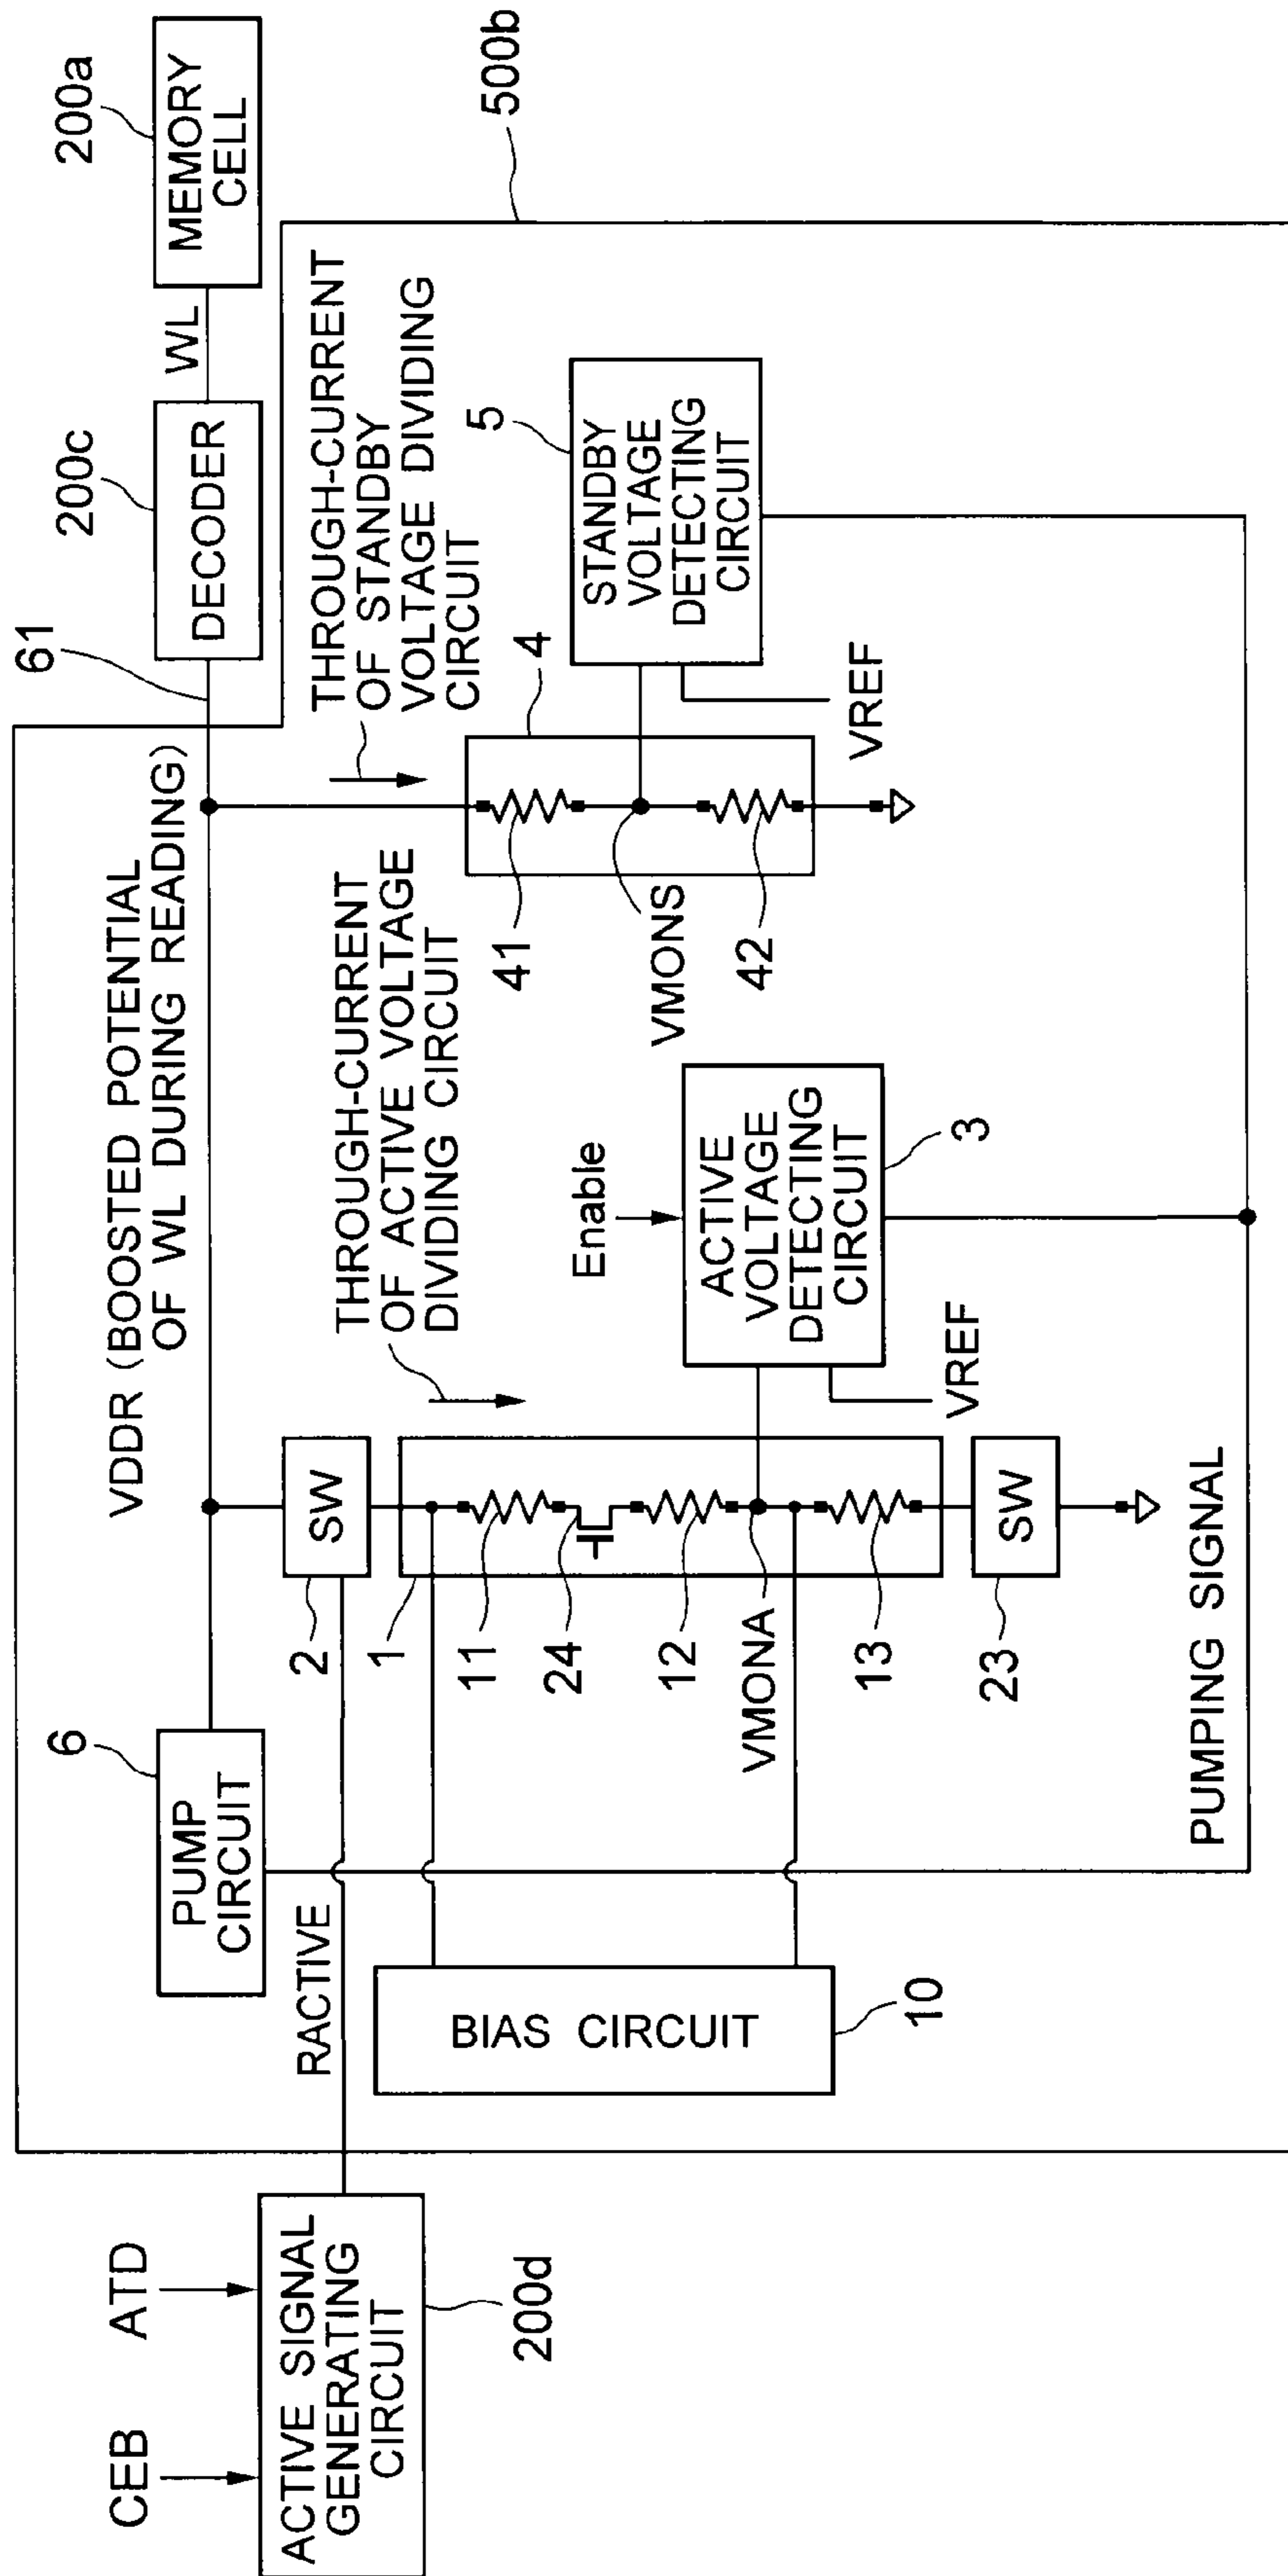 CEB
ATD
ACTIVE SIGNAL
GENERATING
CIRCUIT
200d
RACTIVE
6
PUMP
CIRCUIT
BIAS CIRCUIT
10
VDDR (BOOSTED POTENTIAL
OF WL DURING READING)
61
200c
DECODER
WL
200a
MEMORY
CELL
500b
2
SW
1
11
24
12
VMONA
13
23
SW
THROUGH-CURRENT
OF ACTIVE VOLTAGE
DIVIDING CIRCUIT
Enable
ACTIVE
VOLTAGE
DETECTING
CIRCUIT
3
VREF
THROUGH-CURRENT
OF STANDBY
VOLTAGE DIVIDING
CIRCUIT
4
41
VMONS
42
5
STANDBY
VOLTAGE
DETECTING
CIRCUIT
VREF
PUMPING SIGNAL